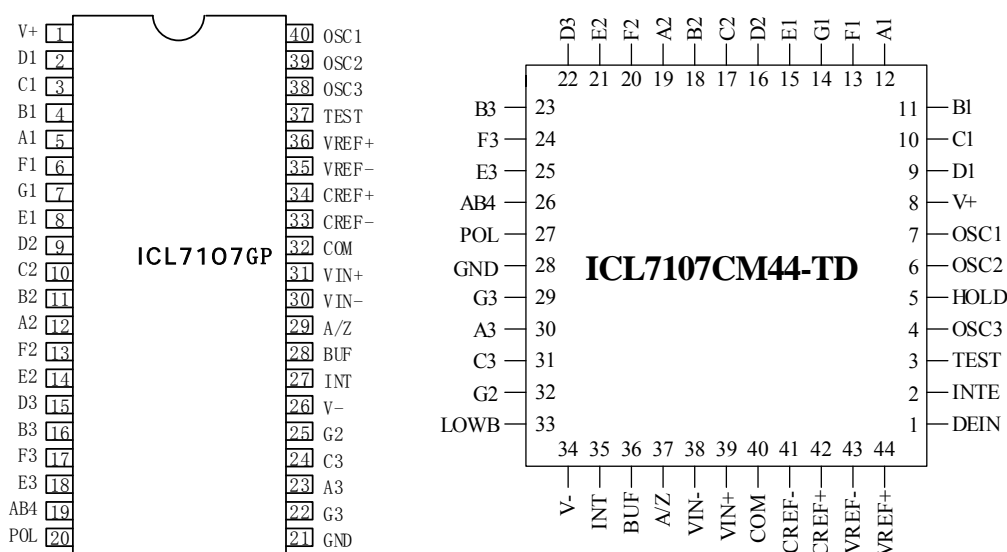 V+ 1 40 OSC1
D1 2 39 OSC2
C1 3 38 OSC3
B1 4 37 TEST
A1 5 36 VREF+
F1 6 35 VREF-
G1 7 34 CREF+
E1 8 33 CREF-
D2 9 32 COM
ICL7107GP
C2 10 31 VIN+
B2 11 30 VIN-
A2 12 29 A/Z
F2 13 28 BUF
E2 14 27 INT
D3 15 26 V-
B3 16 25 G2
F3 17 24 C3
E3 18 23 A3
AB4 19 22 G3
POL 20 21 GND
D3 E2 F2 A2 B2 C2 D2 E1 G1 F1 A1
22 21 20 19 18 17 16 15 14 13 12
B3 23 11 B1
F3 24 10 C1
E3 25 9 D1
AB4 26 8 V+
POL 27 7 OSC1
GND 28 ICL7107CM44-TD 6 OSC2
G3 29 5 HOLD
A3 30 4 OSC3
C3 31 3 TEST
G2 32 2 INTE
LOWB 33 1 DEIN
34 35 36 37 38 39 40 41 42 43 44
V- INT BUF A/Z VIN- VIN+ COM CREF- CREF+ VREF- VREF+